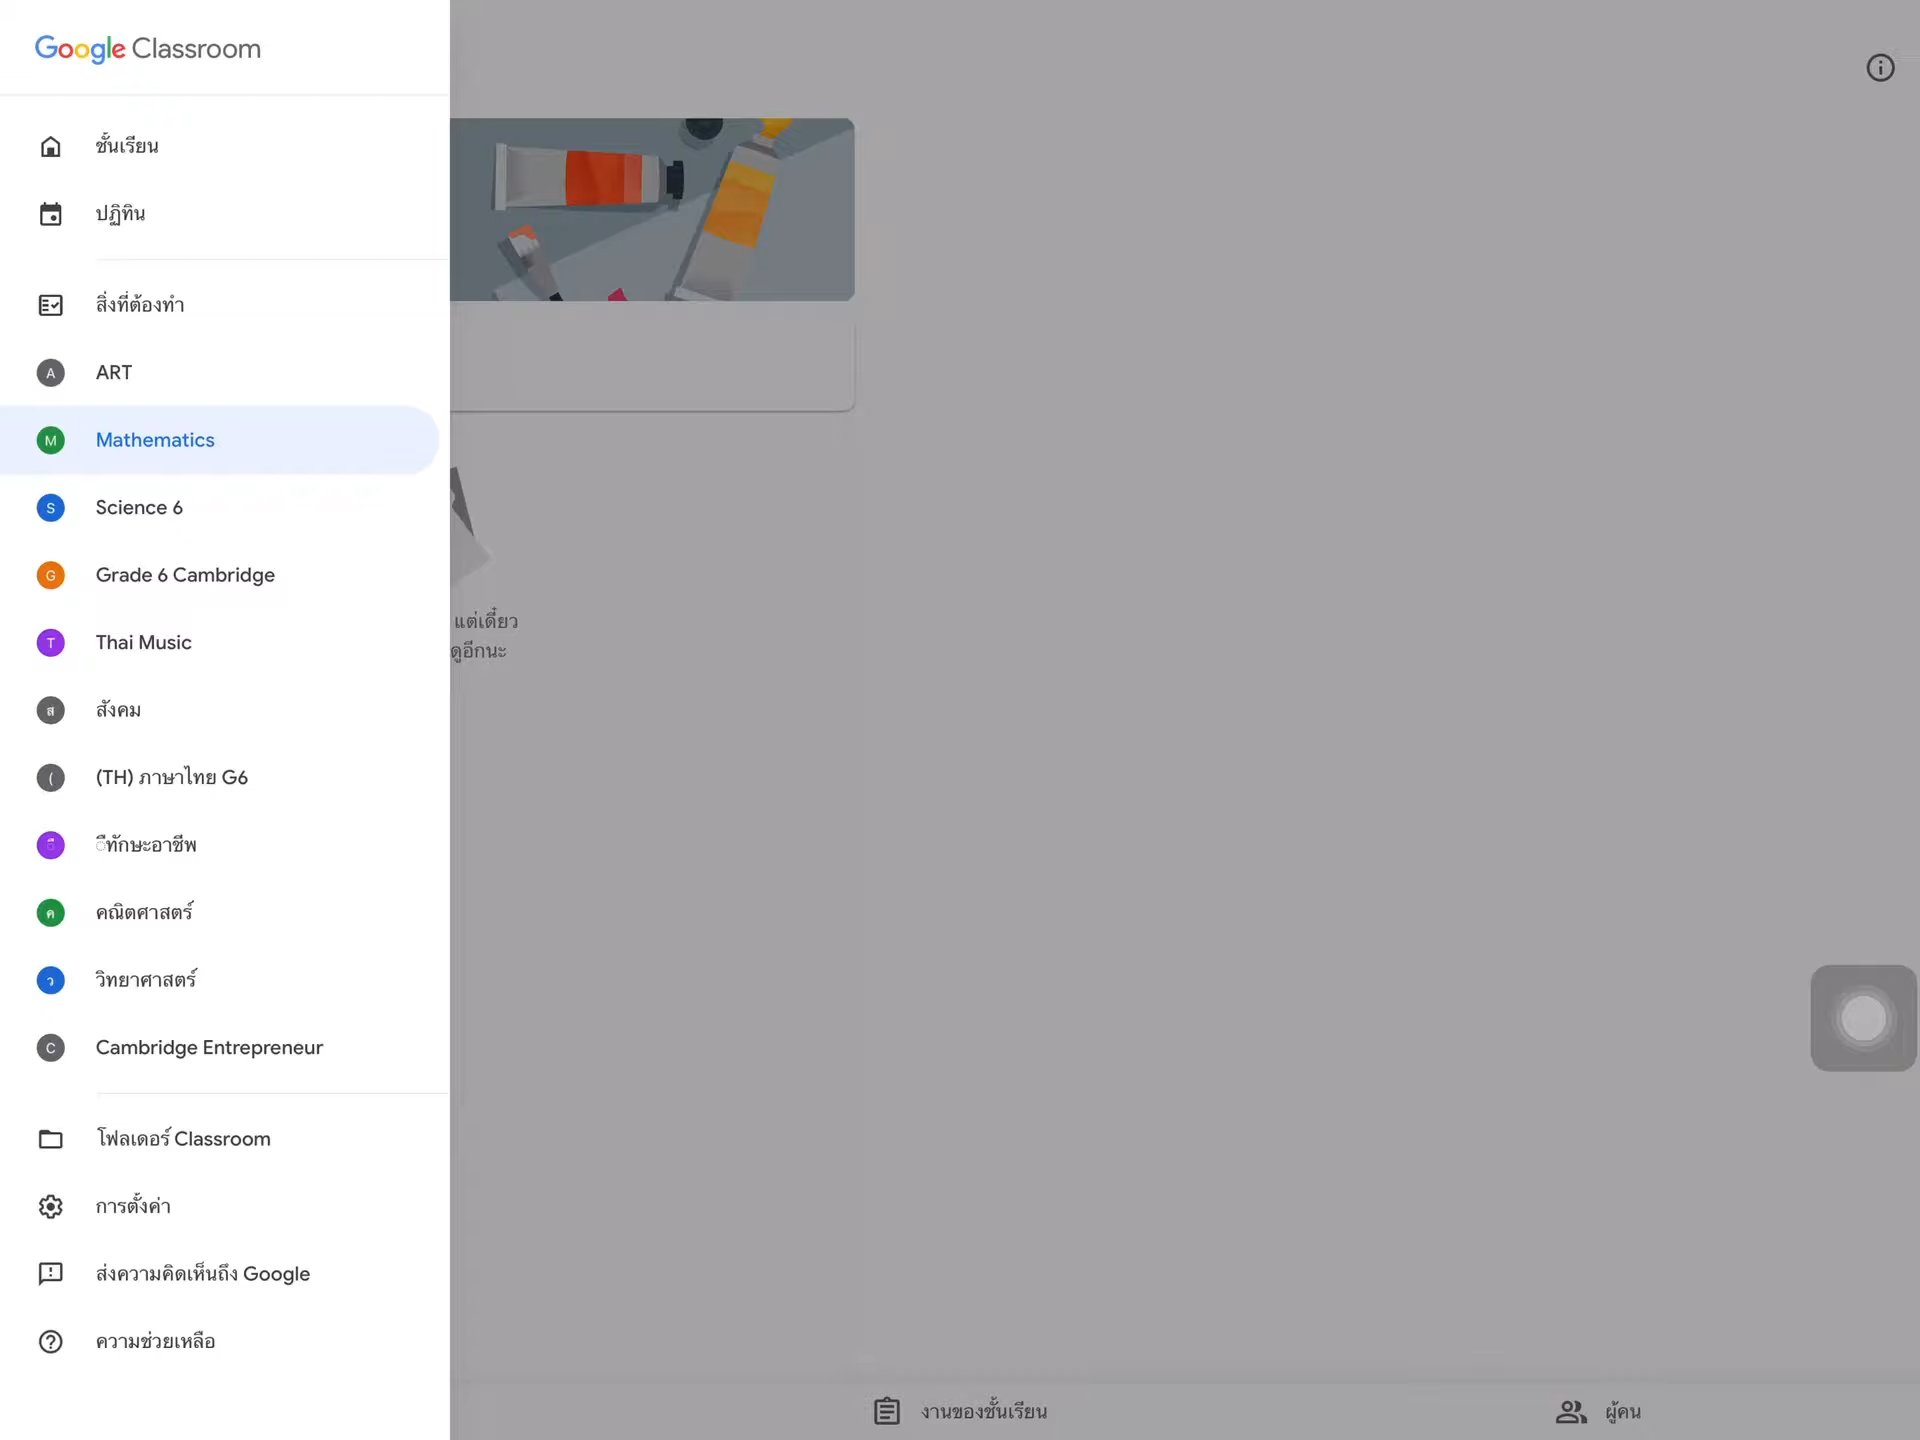 Google Classroom
ชั้นเรียน
ปฏิทิน
สิ่งที่ต้องทำ
A ART
M Mathematics
S Science 6
G Grade 6 Cambridge
T Thai Music
ส สังคม
( (TH) ภาษาไทย G6
ื ืทักษะอาชีพ
ค คณิตศาสตร์
ว วิทยาศาสตร์
C Cambridge Entrepreneur
โฟลเดอร์ Classroom
การตั้งค่า
ส่งความคิดเห็นถึง Google
ความช่วยเหลือ
แต่เดี๋ยว
ดูอีกนะ
งานของชั้นเรียน
ผู้คน